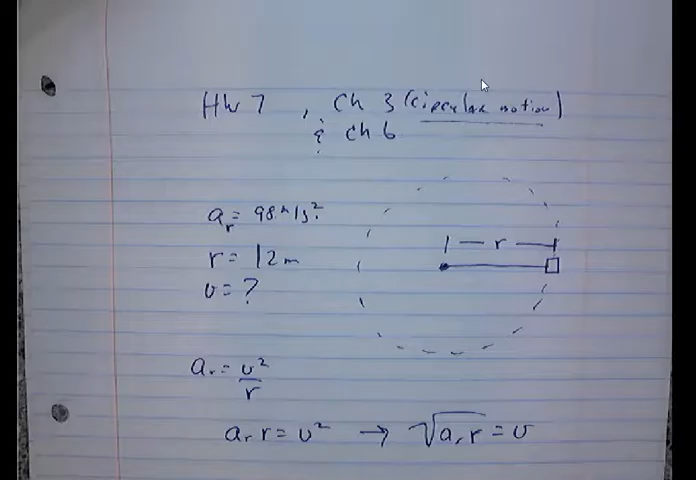 HW 7 , Ch 3 (circular motion)
& Ch 6
a_r = 98 m/s².
r = 12 m
v = ?
|— r —|
a_r = v²/r
a_r r = v² → √(a_r r) = v